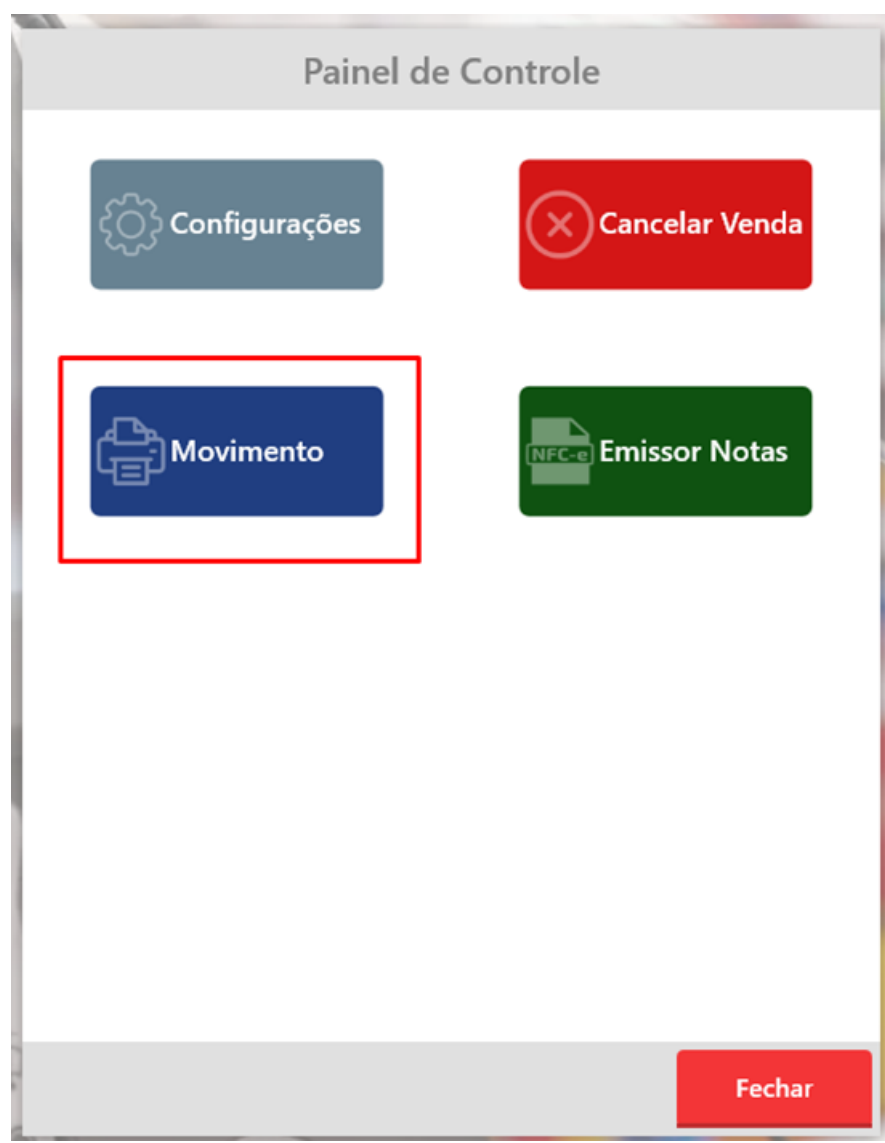 Painel de Controle
Configurações
Cancelar Venda
Movimento
NFC-e
Emissor Notas
Fechar